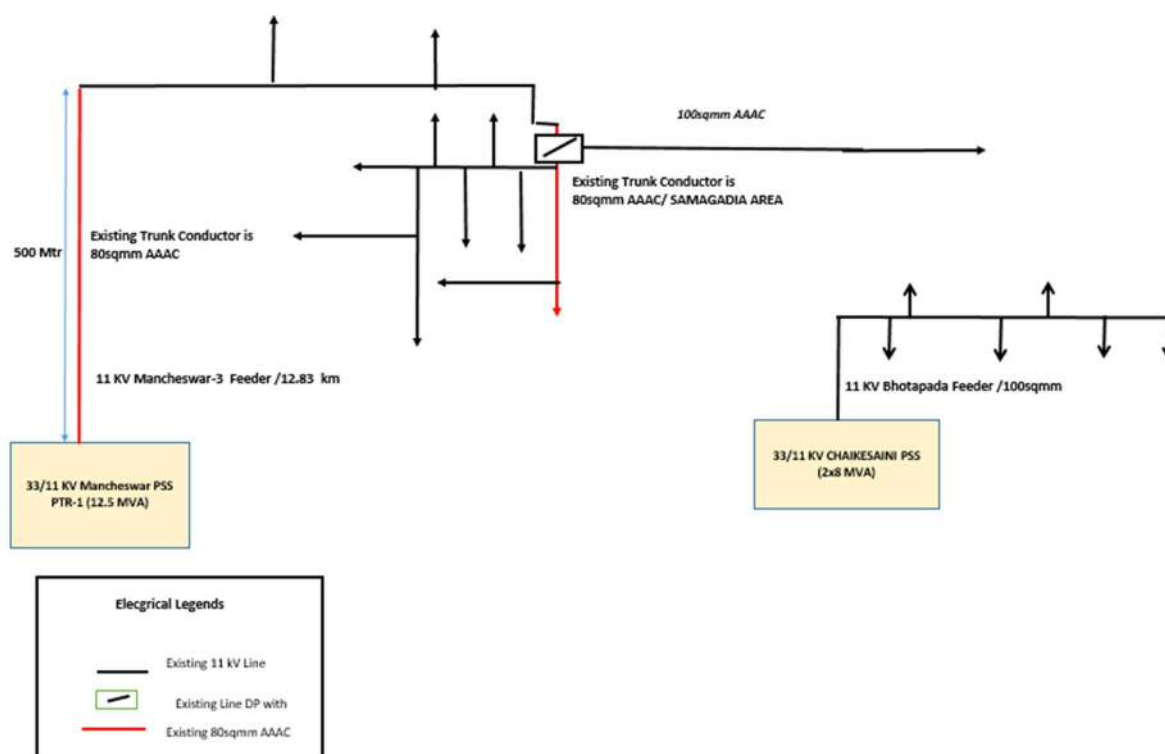 100sqmm AAAC
Existing Trunk Conductor is
80sqmm AAAC/ SAMAGADIA AREA
500 Mtr
Existing Trunk Conductor is
80sqmm AAAC
11 KV Mancheswar-3 Feeder /12.83 km
11 KV Bhotapada Feeder /100sqmm
33/11 KV Mancheswar PSS
PTR-1 (12.5 MVA)
33/11 KV CHAIKESAINI PSS
(2x8 MVA)
Elecgrical Legends
Existing 11 kV Line
Existing Line DP with
Existing 80sqmm AAAC